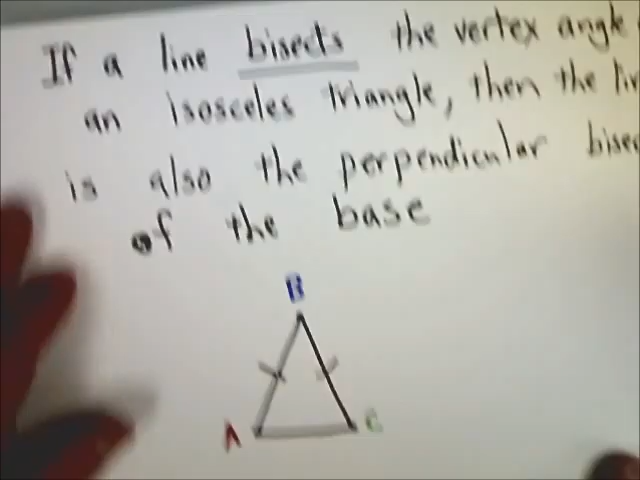 If a line bisects the vertex angle
an isosceles triangle, then the
is also the perpendicular
of the base
B
A
C